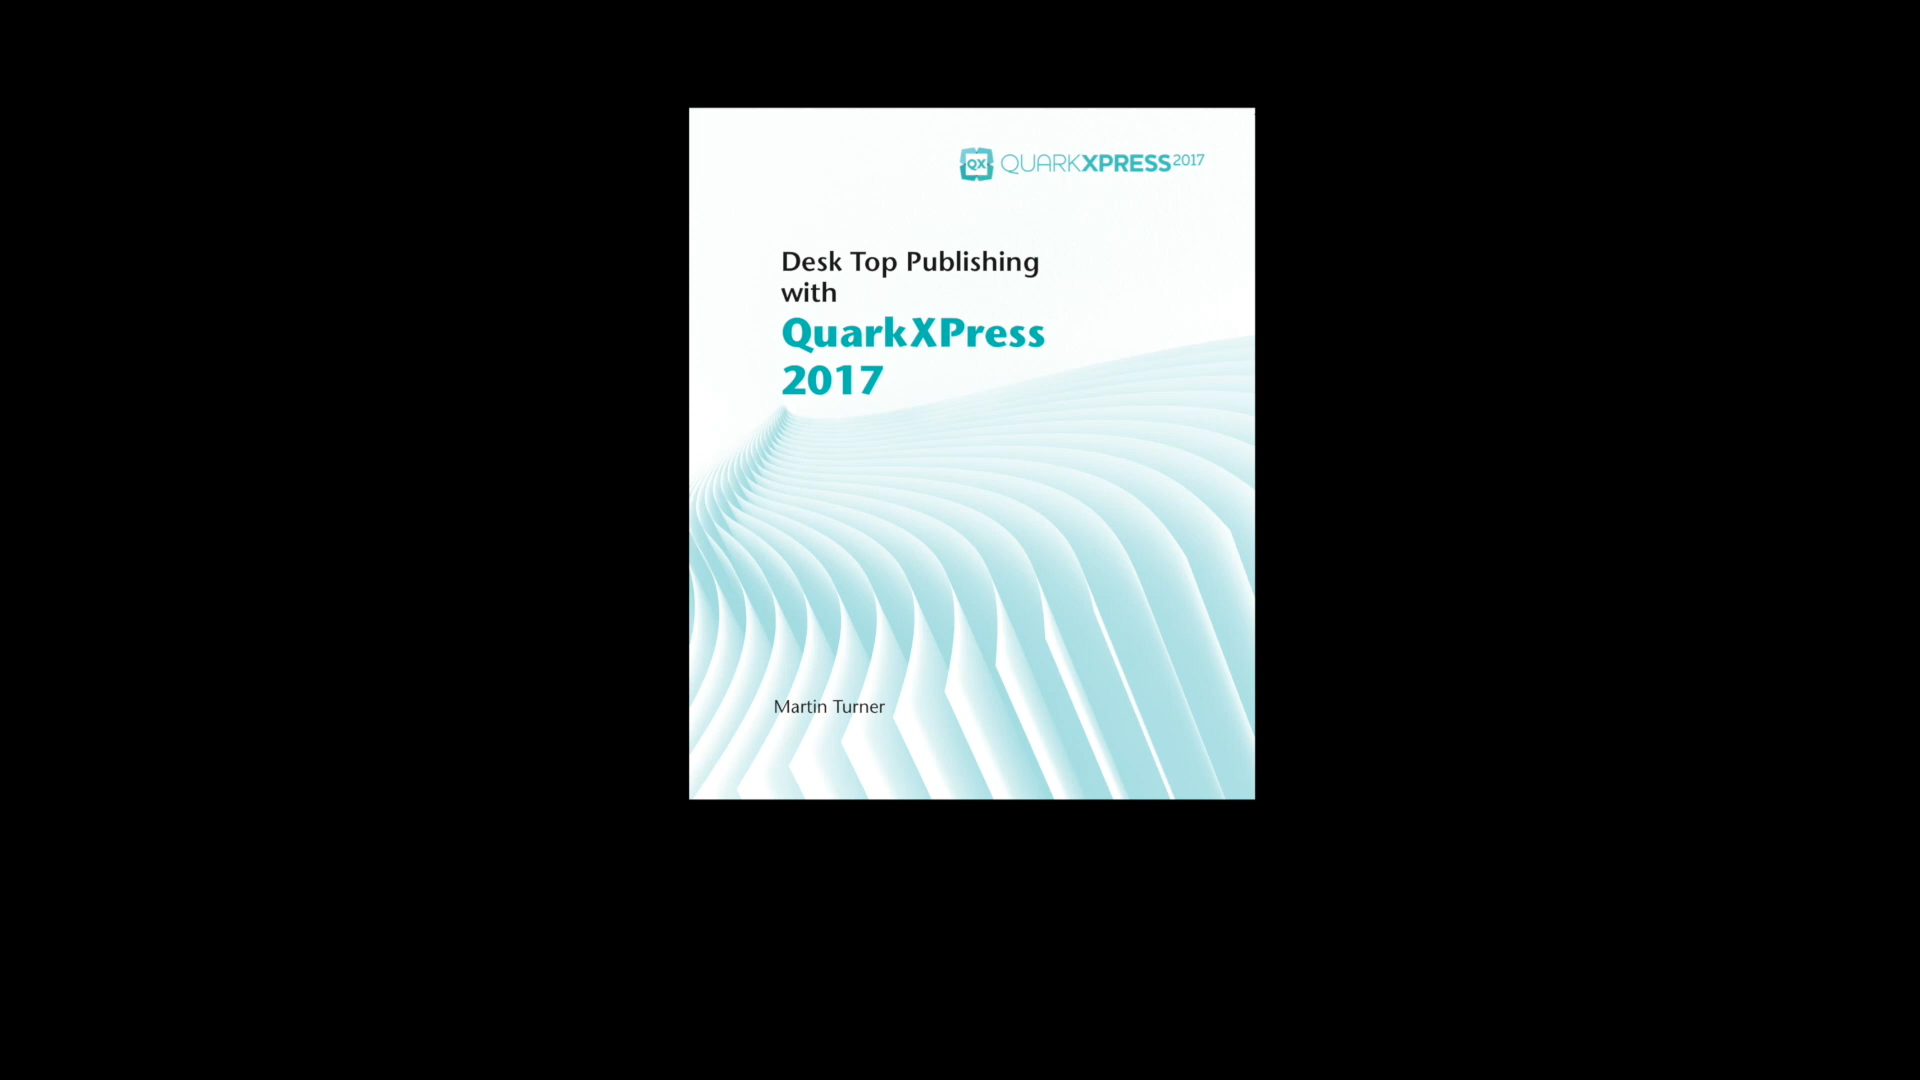 QX QUARKXPRESS2017
Desk Top Publishing
with
QuarkXPress
2017
Martin Turner